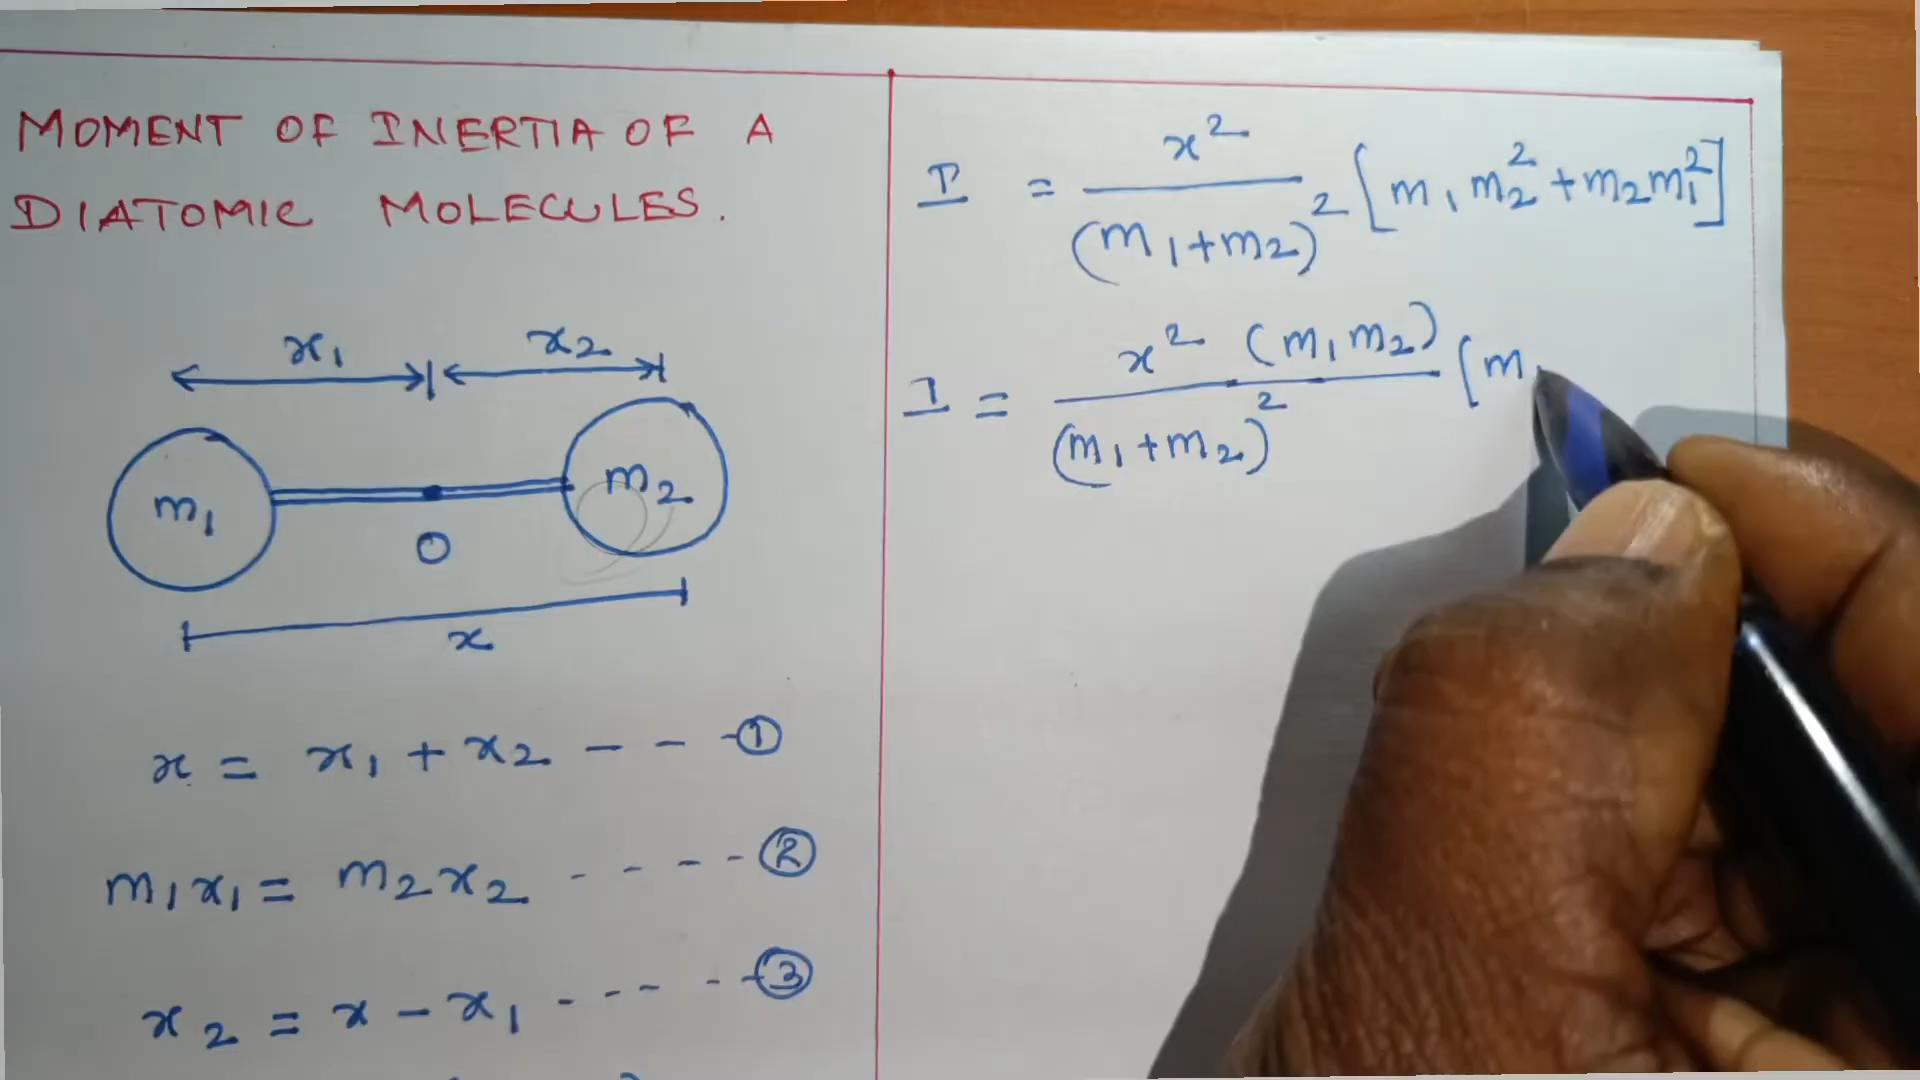 MOMENT OF INERTIA OF A
DIATOMIC MOLECULES.
x₁ x₂
m₁ m₂
O
x
x = x₁ + x₂ - - - ①
m₁x₁ = m₂x₂ - - - - - ②
x₂ = x - x₁ - - - - - - ③
I = x² / (m₁+m₂)² [m₁m₂² + m₂m₁²]
I = x² (m₁m₂) / (m₁+m₂)² [m